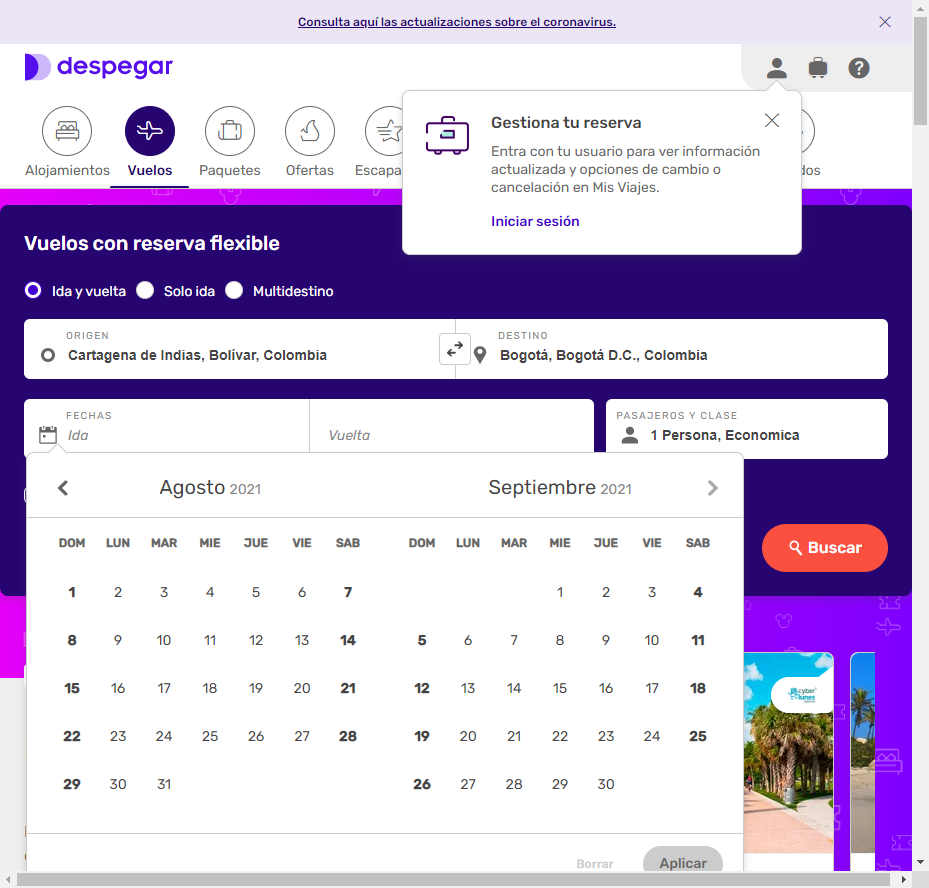 Consulta aquí las actualizaciones sobre el coronavirus.
despegar
Alojamientos
Vuelos
Paquetes
Ofertas
Escapa
dos
Gestiona tu reserva
Entra con tu usuario para ver información
actualizada y opciones de cambio o
cancelación en Mis Viajes.
Iniciar sesión
Vuelos con reserva flexible
Ida y vuelta
Solo ida
Multidestino
ORIGEN
Cartagena de Indias, Bolívar, Colombia
DESTINO
Bogotá, Bogotá D.C., Colombia
FECHAS
Ida
Vuelta
PASAJEROS Y CLASE
1 Persona, Economica
Agosto 2021
DOM LUN MAR MIE JUE VIE SAB
1 2 3 4 5 6 7
8 9 10 11 12 13 14
15 16 17 18 19 20 21
22 23 24 25 26 27 28
29 30 31
Septiembre 2021
DOM LUN MAR MIE JUE VIE SAB
1 2 3 4
5 6 7 8 9 10 11
12 13 14 15 16 17 18
19 20 21 22 23 24 25
26 27 28 29 30
Borrar
Aplicar
Buscar
cyber
lunes